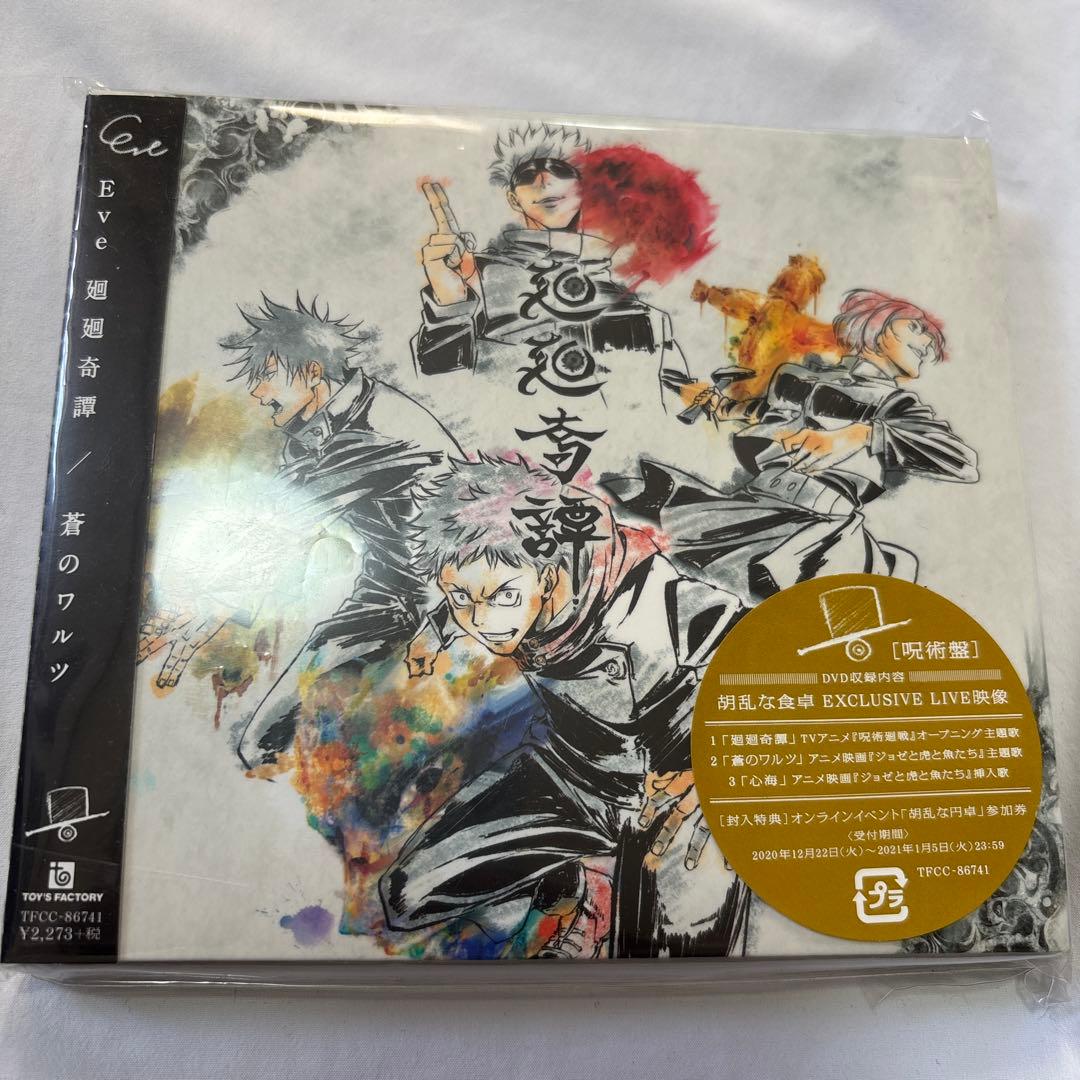 Eve
Eve 廻廻奇譚 / 蒼のワルツ
TOY'S FACTORY
TFCC-86741
¥2,273+税
廻廻奇譚
[呪術盤]
DVD収録内容
胡乱な食卓 EXCLUSIVE LIVE映像
1「廻廻奇譚」TVアニメ『呪術廻戦』オープニング主題歌
2「蒼のワルツ」アニメ映画『ジョゼと虎と魚たち』主題歌
3「心海」アニメ映画『ジョゼと虎と魚たち』挿入歌
[封入特典]オンラインイベント「胡乱な円卓」参加券
〈受付期間〉
2020年12月22日(火)～2021年1月5日(火)23:59
TFCC-86741
プラ